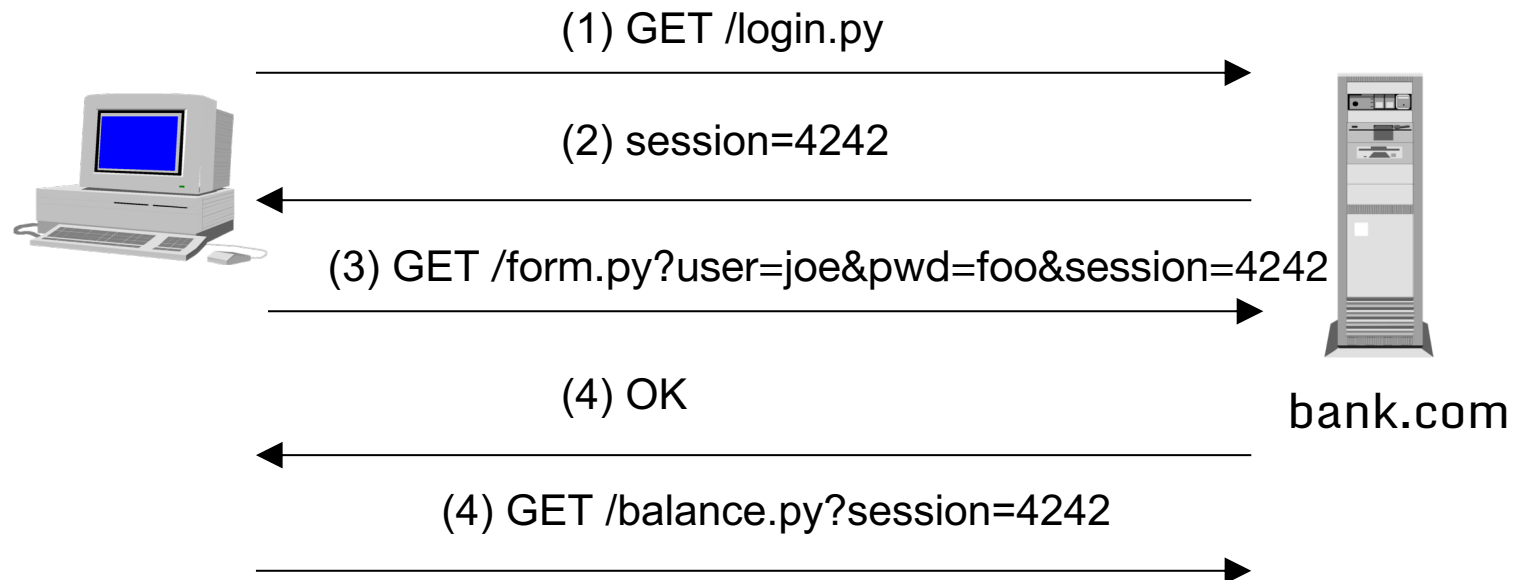 (1) GET /login.py
(2) session=4242
(3) GET /form.py?user=joe&pwd=foo&session=4242
(4) OK
bank.com
(4) GET /balance.py?session=4242